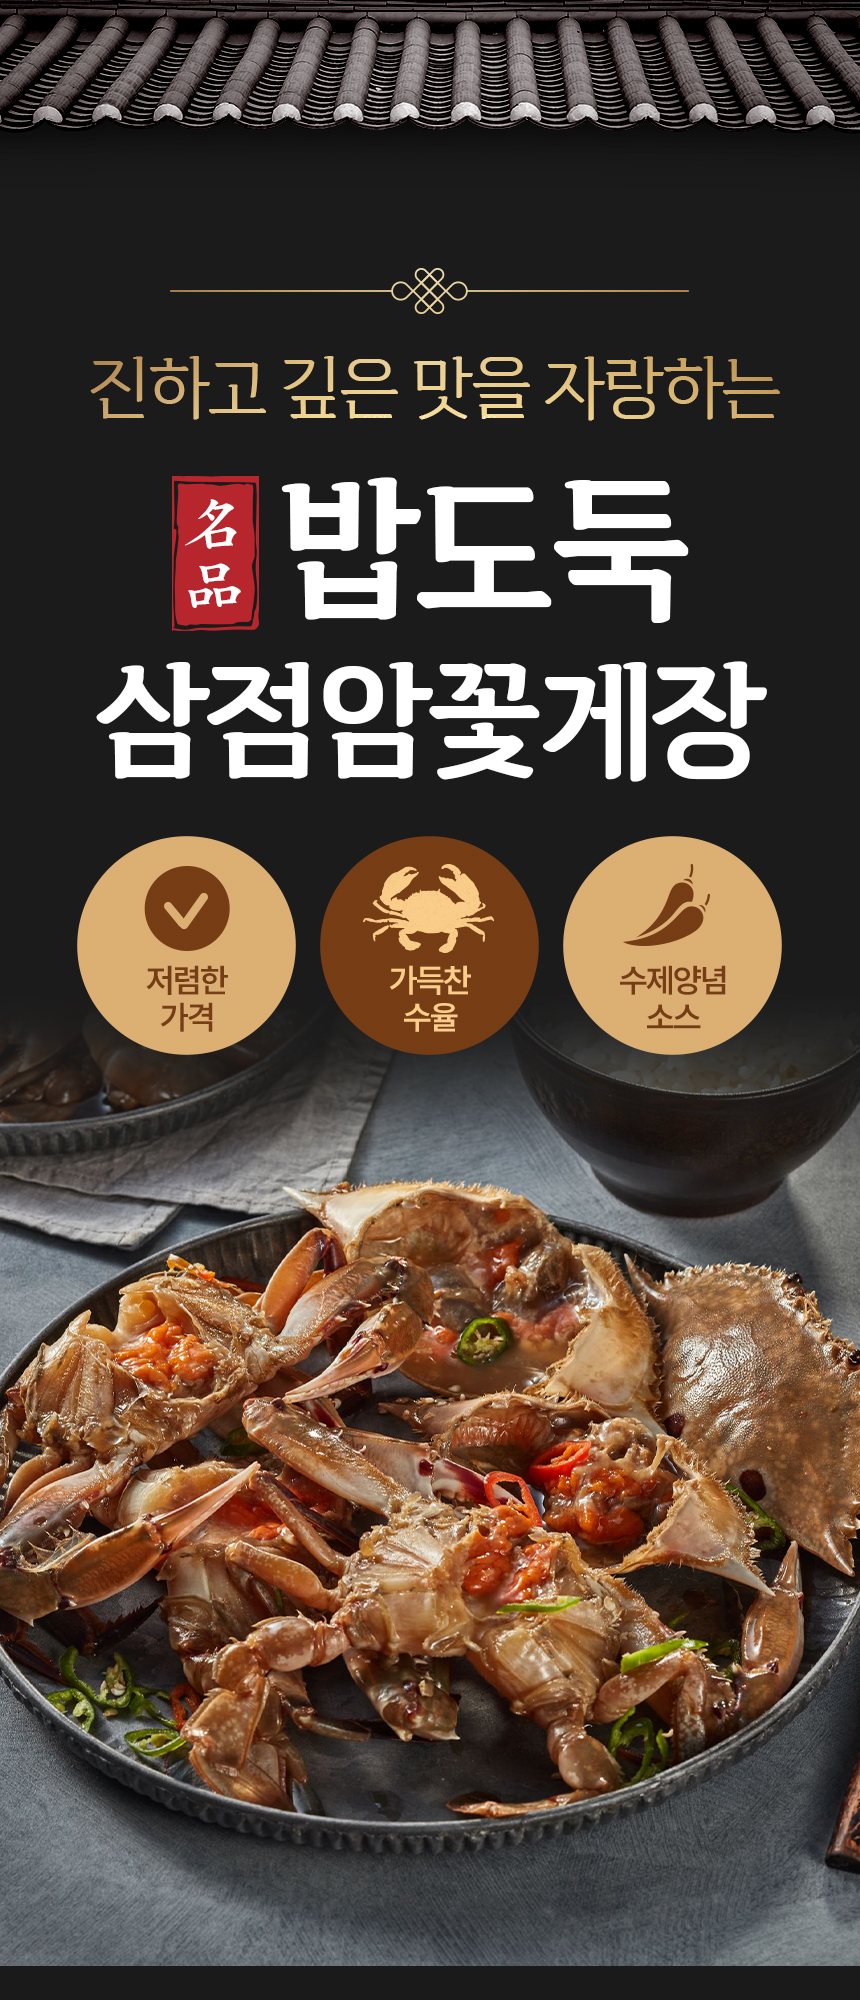 진하고 깊은 맛을 자랑하는
名品 밥도둑
삼점암꽃게장
저렴한
가격
가득찬
수율
수제양념
소스